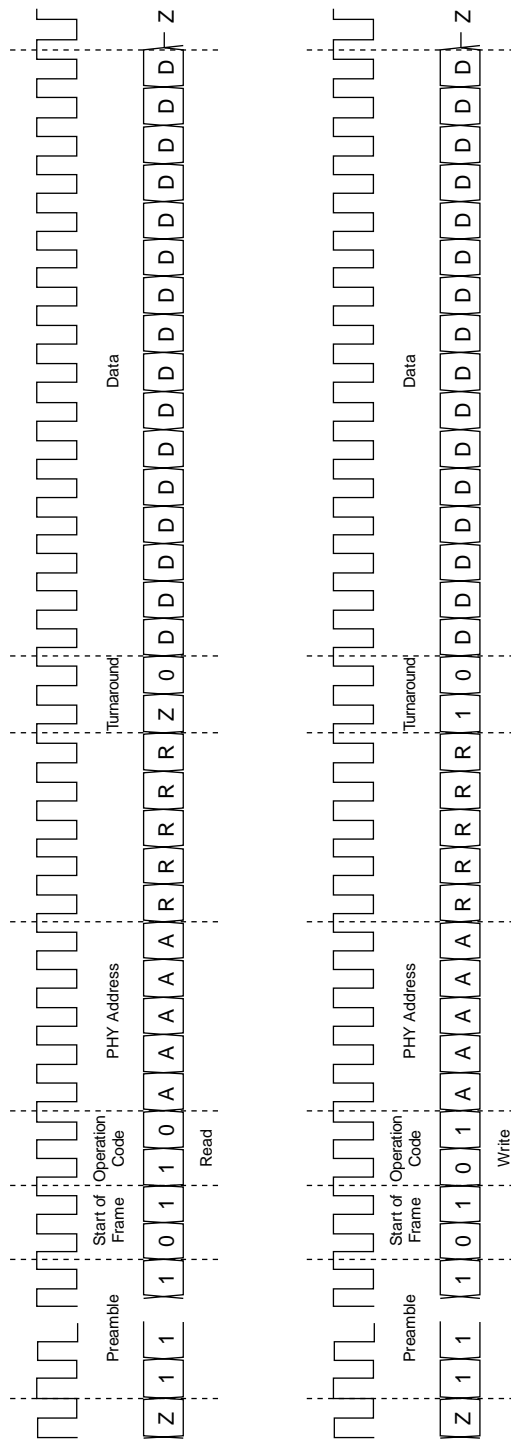 Preamble
Start of
Frame
Operation
Code
PHY Address
Turnaround
Data
Z 1 1 1 0 1 1 0 A A A A A R R R R R Z 0 D D D D D D D D D D D D D D D D Z
Read
Preamble
Start of
Frame
Operation
Code
PHY Address
Turnaround
Data
Z 1 1 1 0 1 0 1 A A A A A R R R R R 1 0 D D D D D D D D D D D D D D D D Z
Write